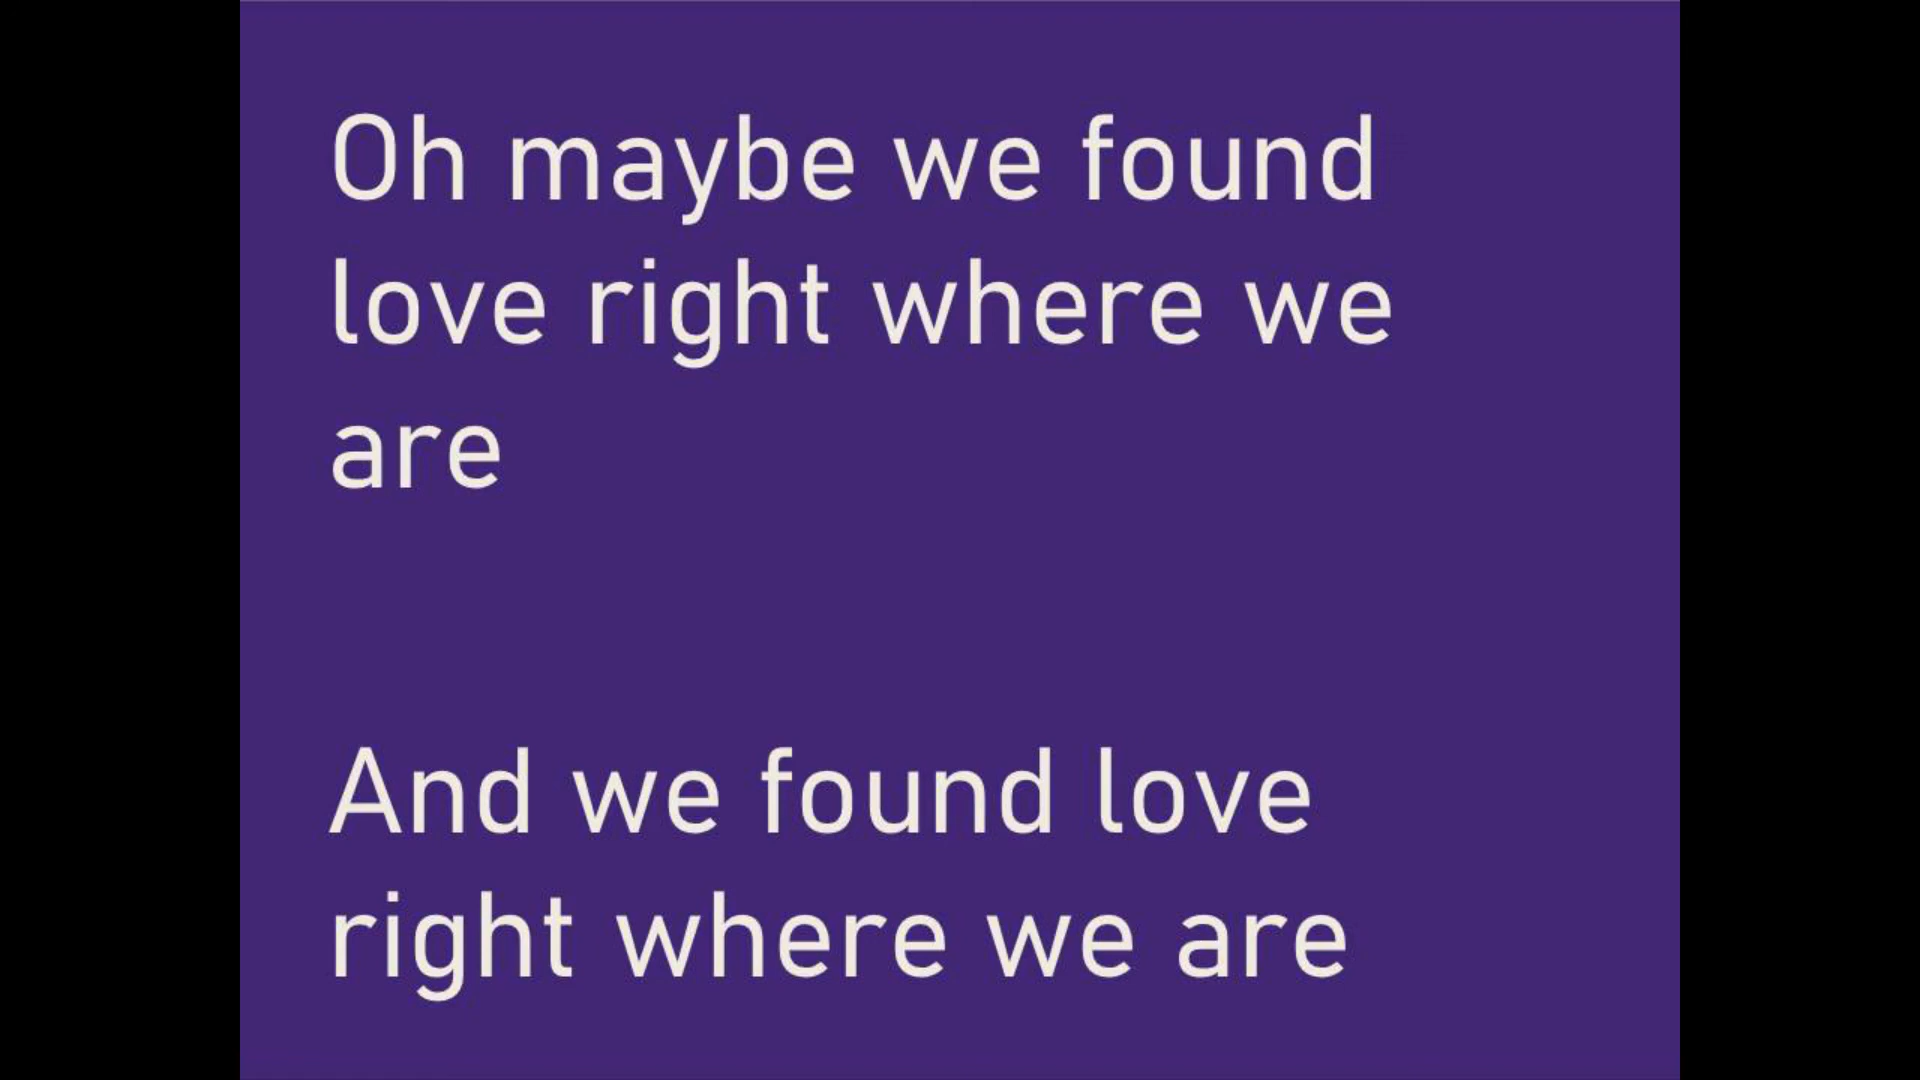 Oh maybe we found
love right where we
are
And we found love
right where we are